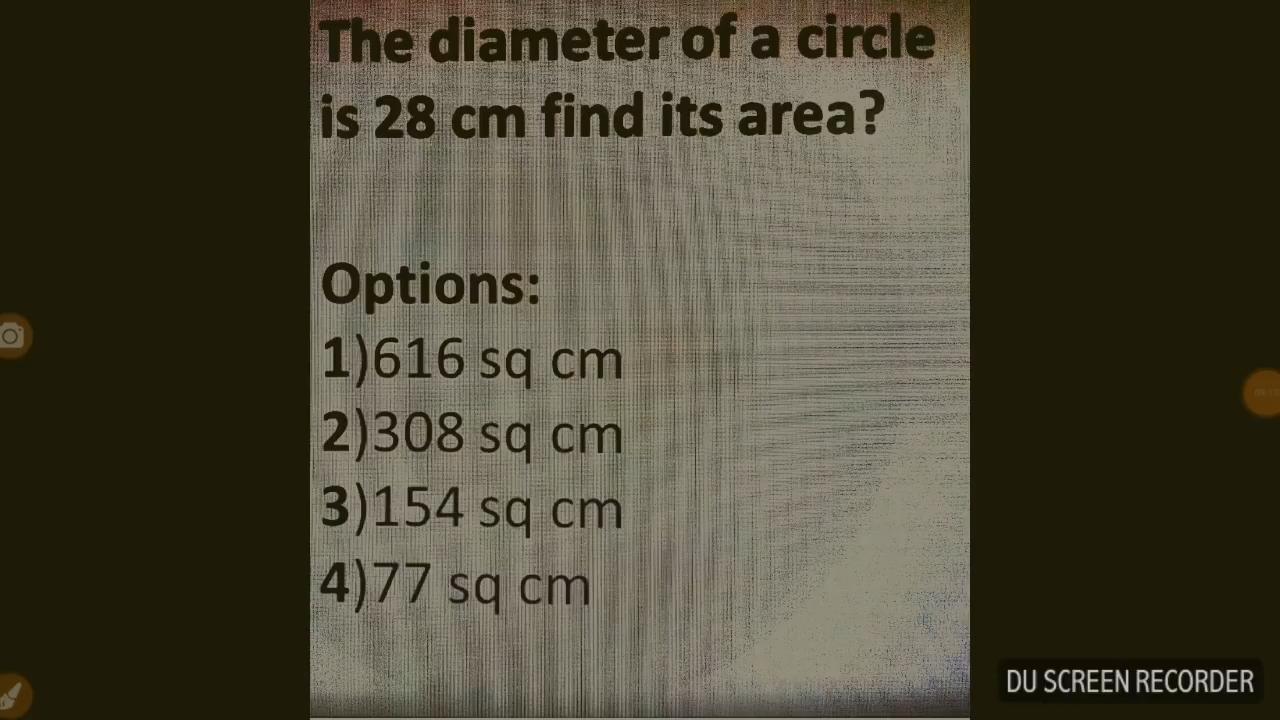 The diameter of a circle
is 28 cm find its area?
Options:
1)616 sq cm
2)308 sq cm
3)154 sq cm
4)77 sq cm
DU SCREEN RECORDER